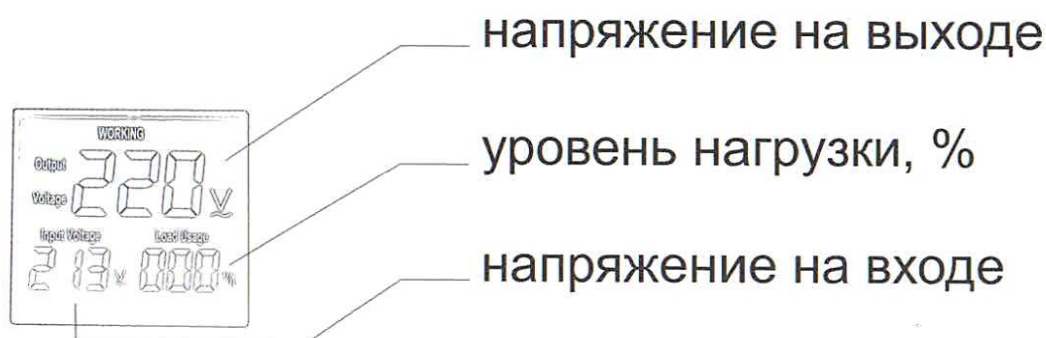 напряжение на выходе
WORKING
Output
Voltage
220 V
уровень нагрузки, %
Input Voltage
Load Usage
213 V
000 %
напряжение на входе